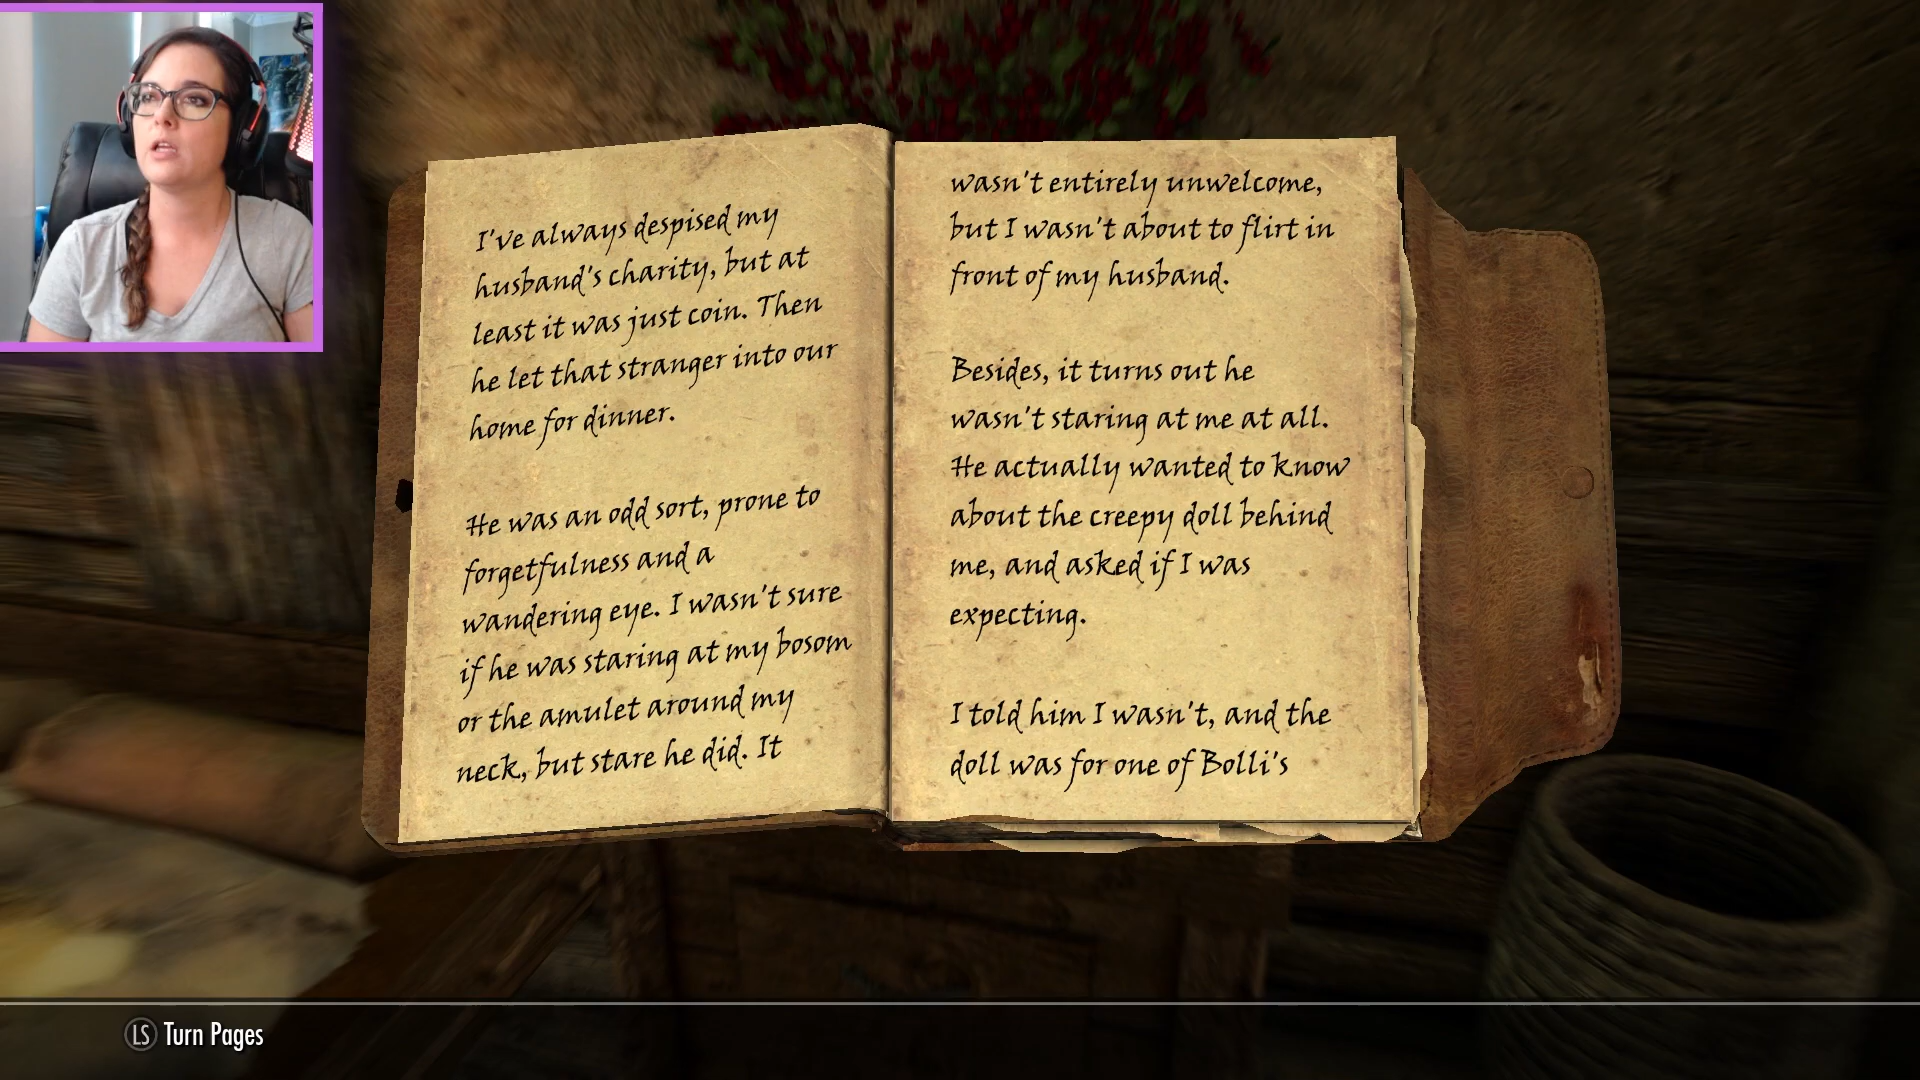 I've always despised my
husband's charity, but at
least it was just coin. Then
he let that stranger into our
home for dinner.
He was an odd sort, prone to
forgetfulness and a
wandering eye. I wasn't sure
if he was staring at my bosom
or the amulet around my
neck, but stare he did. It
wasn't entirely unwelcome,
but I wasn't about to flirt in
front of my husband.
Besides, it turns out he
wasn't staring at me at all.
He actually wanted to know
about the creepy doll behind
me, and asked if I was
expecting.
I told him I wasn't, and the
doll was for one of Bolli's
LS Turn Pages